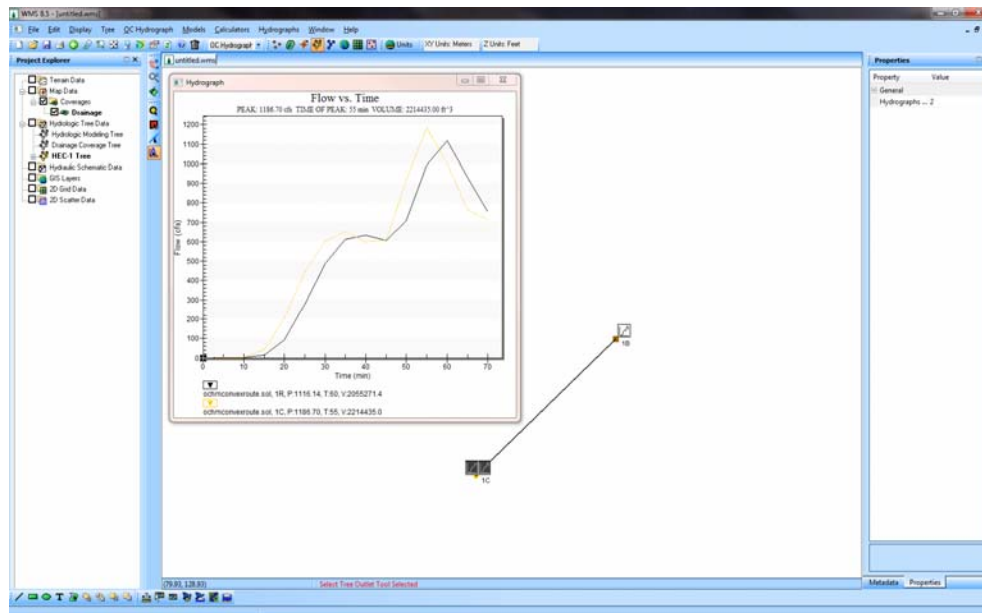 WMS 8.5 - [untitled.wms]
File Edit Display Tree QC Hydrograph Models Calculators Hydrographs Window Help
OC Hydrograph Units XY Units: Meters Z Units: Feet
Project Explorer
Terrain Data
Map Data
Coverages
Drainage
Hydrologic Tree Data
Hydrologic Modeling Tree
Drainage Coverage Tree
HEC-1 Tree
Hydraulic Schematic Data
GIS Layers
2D Grid Data
2D Scatter Data
untitled.wms
Hydrograph
Flow vs. Time
PEAK: 1186.70 cfs TIME OF PEAK: 55 min VOLUME: 2214435.00 ft^3
Flow (cfs)
1200
1100
1000
900
800
700
600
500
400
300
200
100
0
0 10 20 30 40 50 60 70
Time (min)
ochmconvexroute.sol, 1R, P:1116.14, T:60, V:2055271.4
ochmconvexroute.sol, 1C, P:1186.70, T:55, V:2214435.0
1B
1C
Properties
Property Value
General
Hydrographs ... 2
Metadata Properties
(79.93, 128.93) Select Tree Outlet Tool Selected